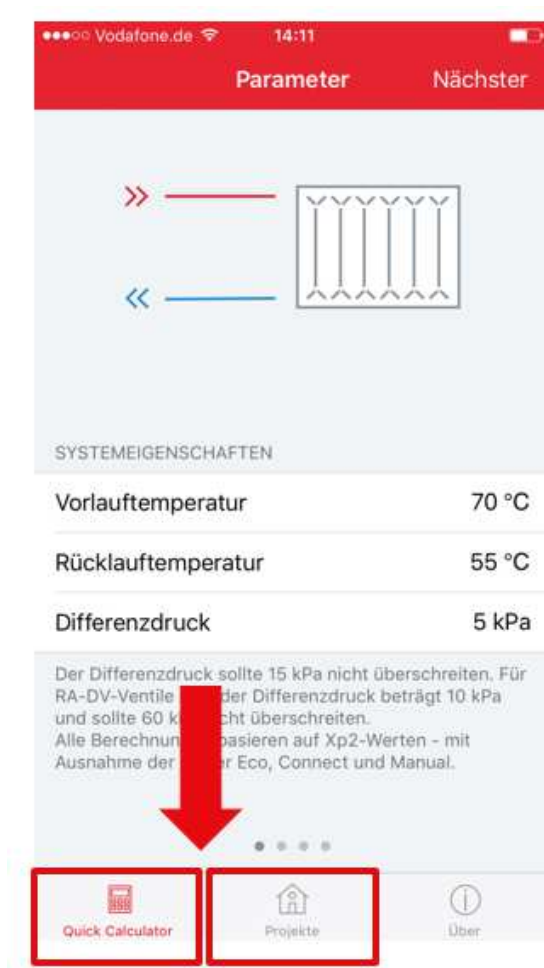 Vodafone.de 14:11
Parameter Nächster
SYSTEMEIGENSCHAFTEN
Vorlauftemperatur 70 °C
Rücklauftemperatur 55 °C
Differenzdruck 5 kPa
Der Differenzdruck sollte 15 kPa nicht überschreiten. Für
RA-DV-Ventile der Differenzdruck beträgt 10 kPa
und sollte 60 überschreiten.
Alle basieren auf Xp2-Werten - mit
Ausnahme der Eco, Connect und Manual.
Quick Calculator Projekte Über